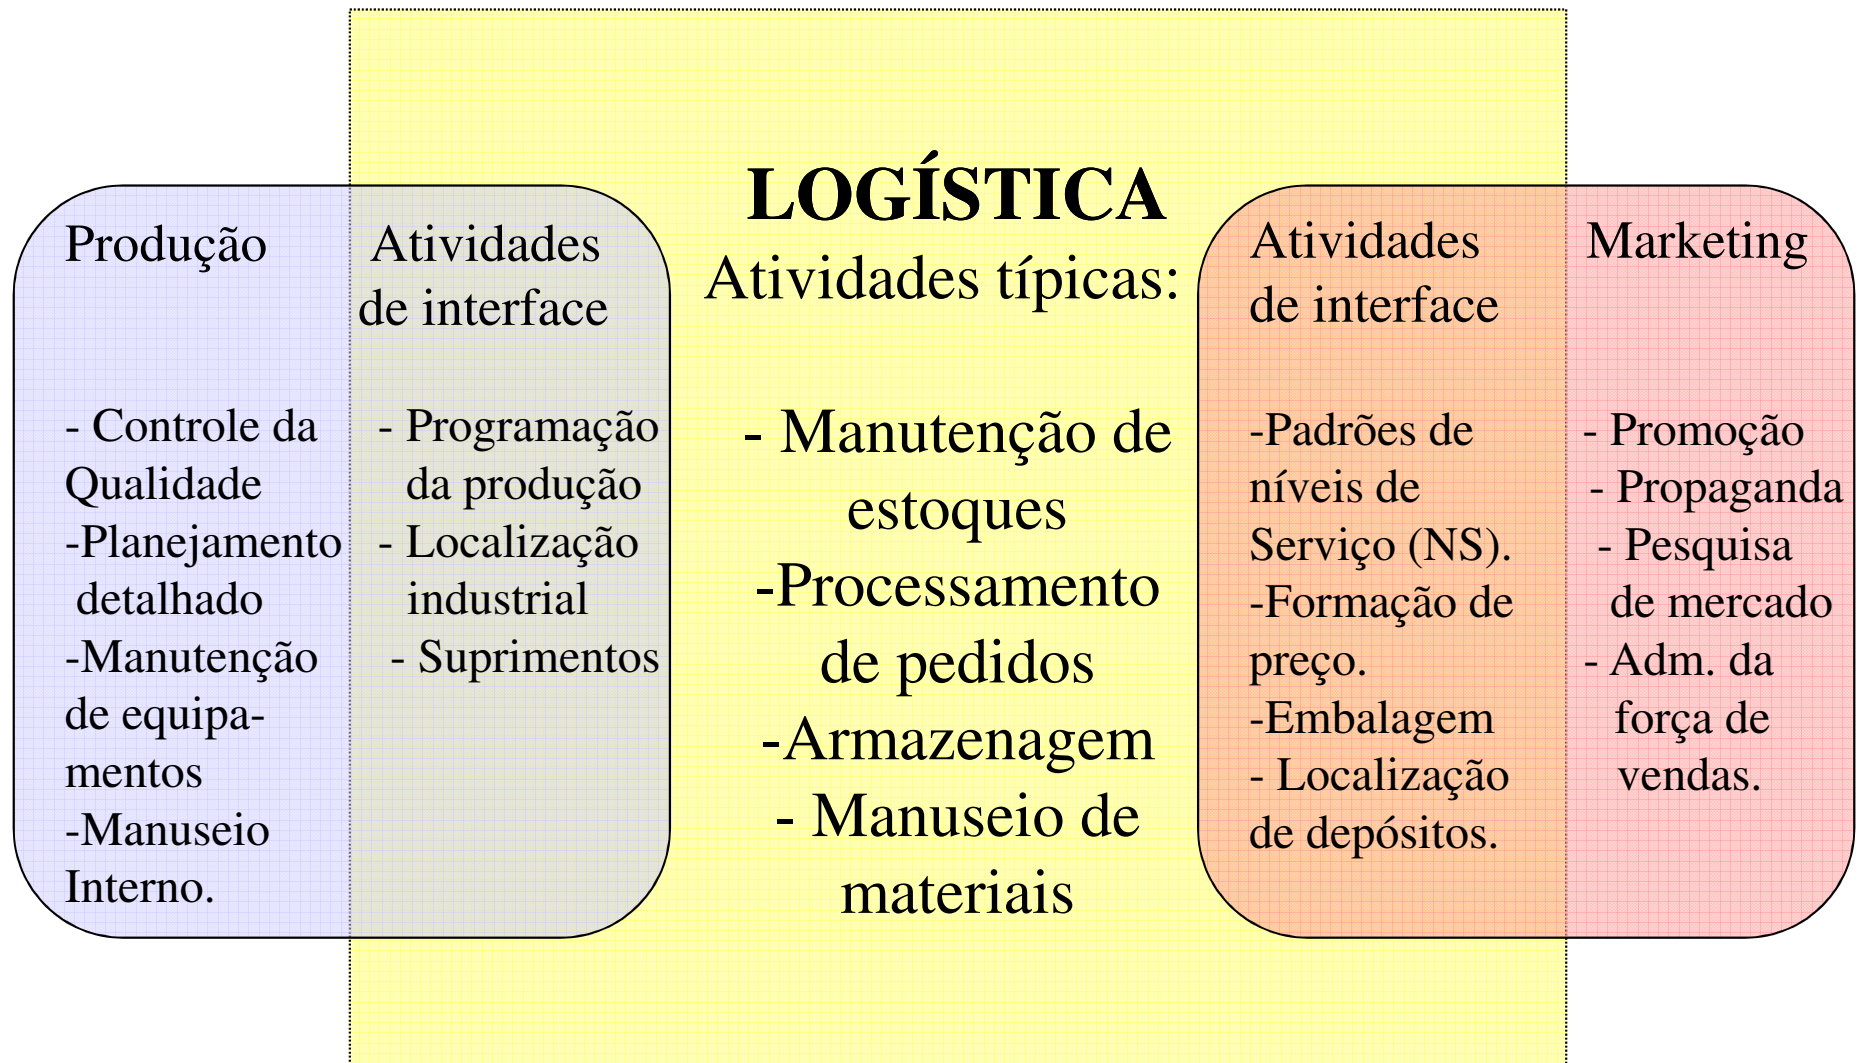 Produção
- Controle da
Qualidade
-Planejamento
detalhado
-Manutenção
de equipa-
mentos
-Manuseio
Interno.
Atividades
de interface
- Programação
da produção
- Localização
industrial
- Suprimentos
LOGÍSTICA
Atividades típicas:
- Manutenção de
estoques
-Processamento
de pedidos
-Armazenagem
- Manuseio de
materiais
Atividades
de interface
-Padrões de
níveis de
Serviço (NS).
-Formação de
preço.
-Embalagem
- Localização
de depósitos.
Marketing
- Promoção
- Propaganda
- Pesquisa
de mercado
- Adm. da
força de
vendas.